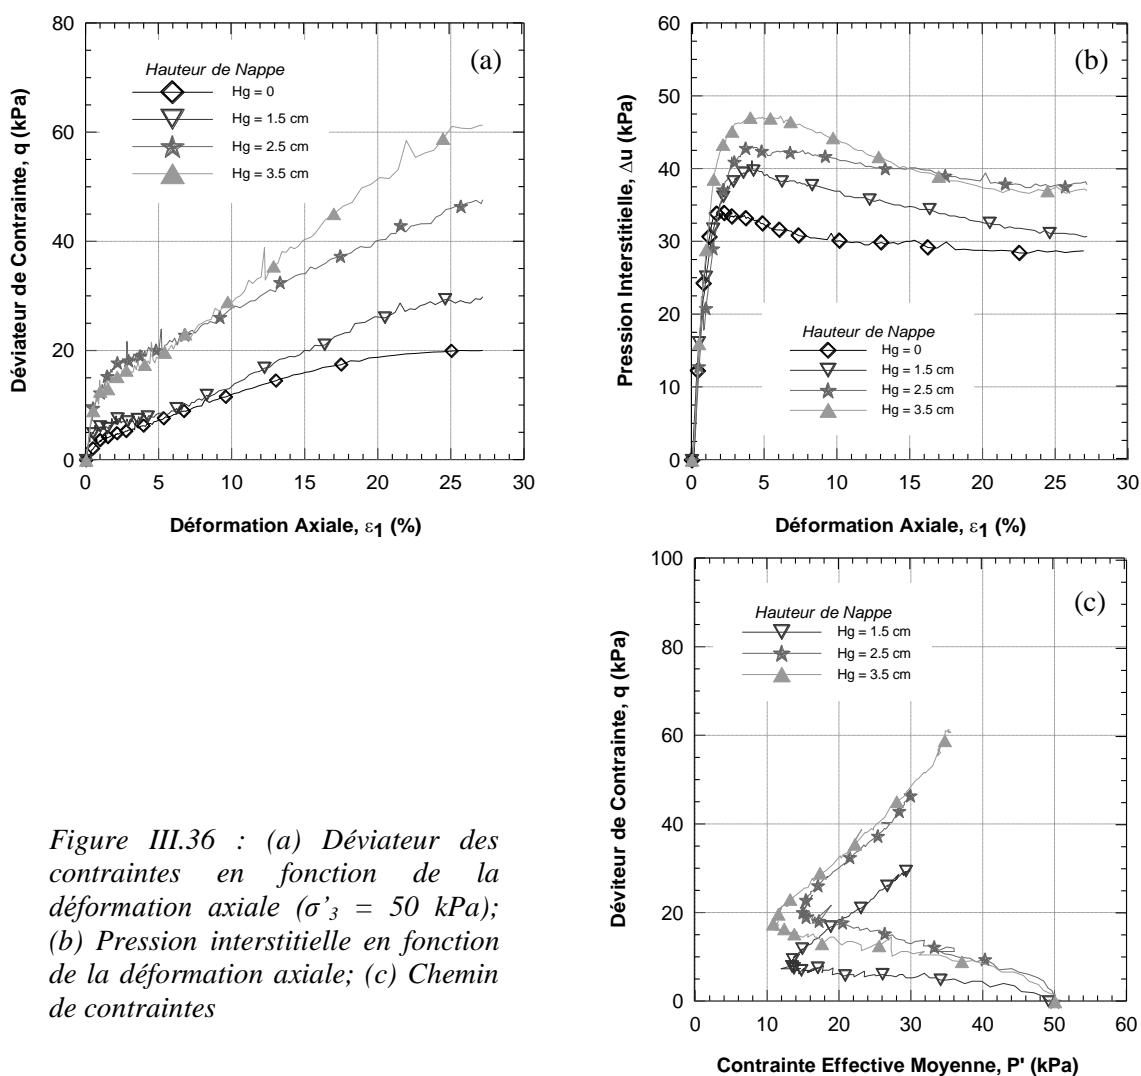 80
60
40
20
0
0 5 10 15 20 25 30
Déviateur de Contrainte, q (kPa)
Déformation Axiale, ε1 (%)
(a)
Hauteur de Nappe
Hg = 0
Hg = 1.5 cm
Hg = 2.5 cm
Hg = 3.5 cm
60
50
40
30
20
10
0
0 5 10 15 20 25 30
Pression Interstitielle, Δu (kPa)
Déformation Axiale, ε1 (%)
(b)
Hauteur de Nappe
Hg = 0
Hg = 1.5 cm
Hg = 2.5 cm
Hg = 3.5 cm
100
80
60
40
20
0
0 10 20 30 40 50 60
Déviteur de Contrainte, q (kPa)
Contrainte Effective Moyenne, P' (kPa)
(c)
Hauteur de Nappe
Hg = 1.5 cm
Hg = 2.5 cm
Hg = 3.5 cm
Figure III.36 : (a) Déviateur des
contraintes en fonction de la
déformation axiale (σ’3 = 50 kPa);
(b) Pression interstitielle en fonction
de la déformation axiale; (c) Chemin
de contraintes